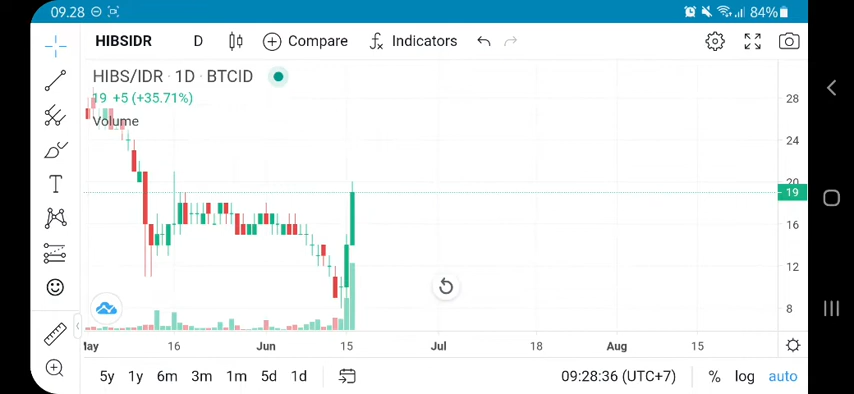 09.28 84%
HIBSIDR D Compare Indicators
HIBS/IDR · 1D · BTCID
19 +5 (+35.71%)
Volume
28
24
20
19
16
12
8
May 16 Jun 15 Jul 18 Aug 15
5y 1y 6m 3m 1m 5d 1d 09:28:36 (UTC+7) % log auto